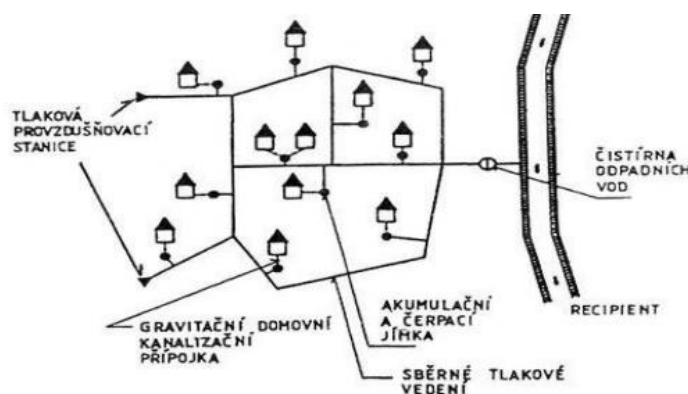 TLAKOVÁ
PROVZDUŠŇOVACÍ
STANICE
ČISTÍRNA
ODPADNÍCH
VOD
RECIPIENT
AKUMULAČNÍ
A ČERPACÍ
JÍMKA
GRAVITAČNÍ DOMOVNÍ
KANALIZAČNÍ
PŘÍPOJKA
SBĚRNÉ TLAKOVÉ
VEDENÍ